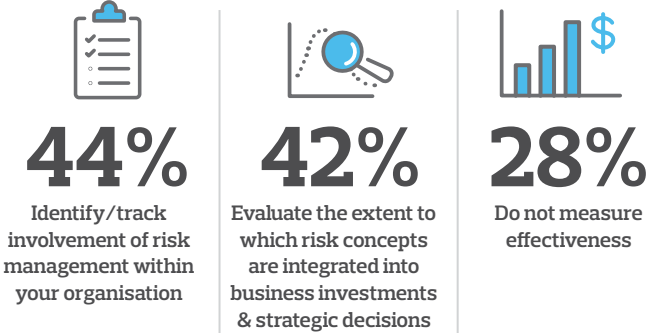 44%
Identify/track
involvement of risk
management within
your organisation
42%
Evaluate the extent to
which risk concepts
are integrated into
business investments
& strategic decisions
$
28%
Do not measure
effectiveness